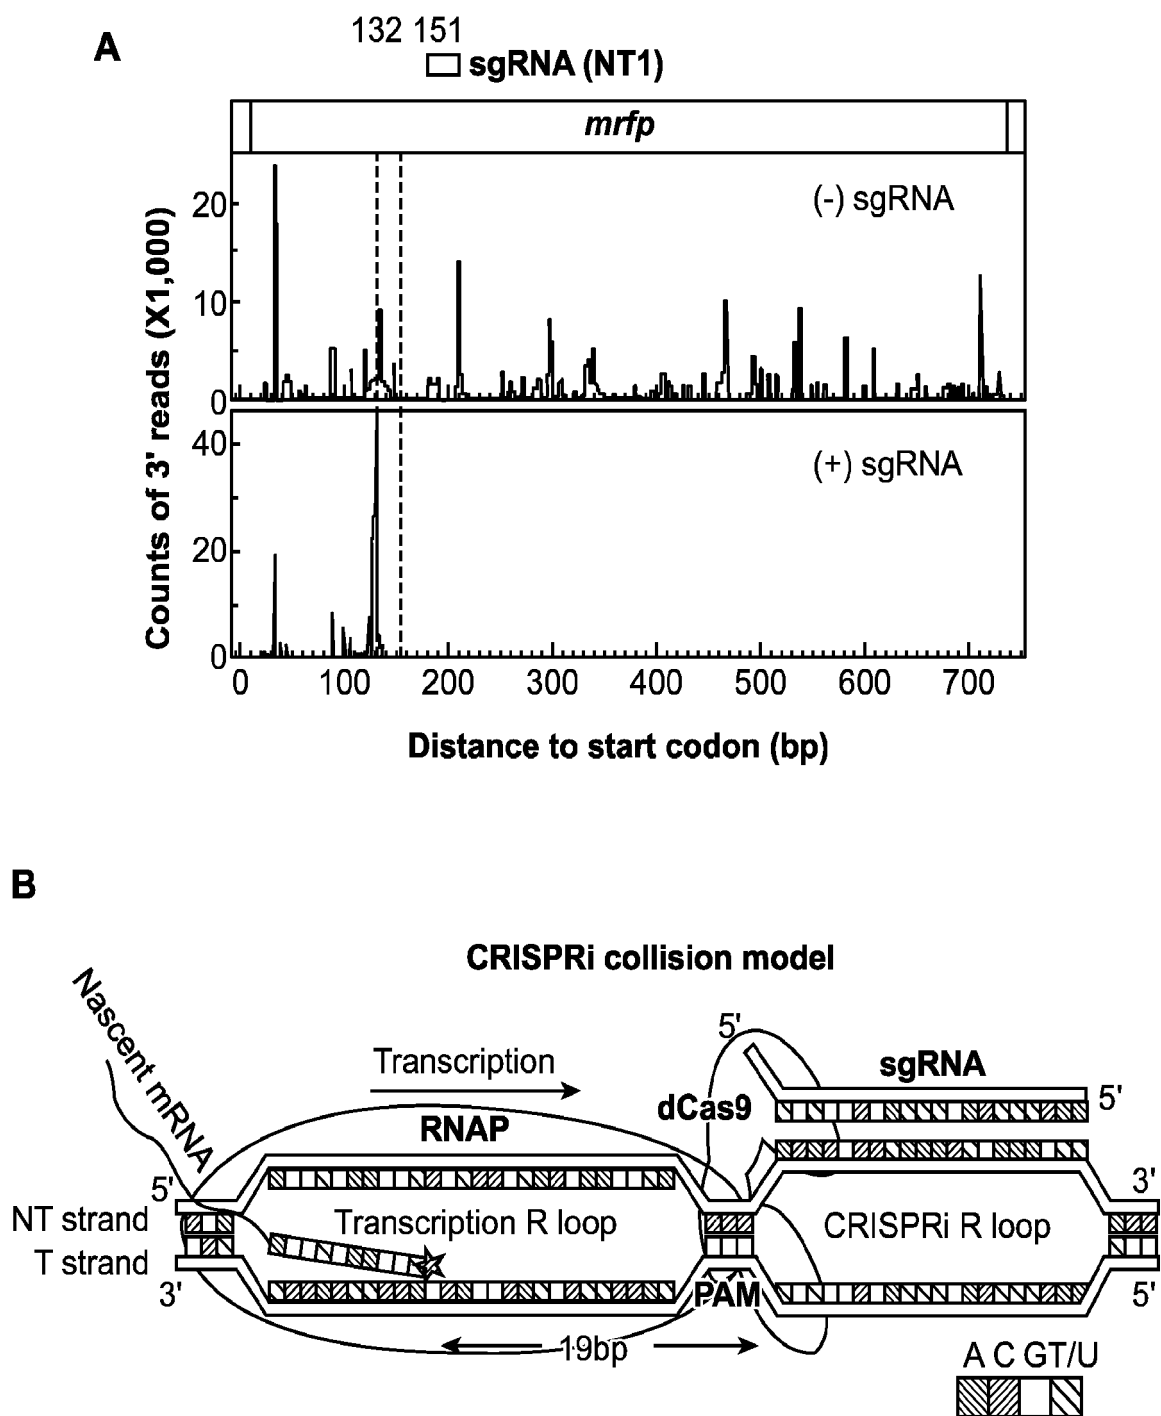 A
132 151
sgRNA (NT1)
mrfp
(-) sgRNA
20
10
0
(+) sgRNA
40
20
0
Counts of 3' reads (X1,000)
0 100 200 300 400 500 600 700
Distance to start codon (bp)
B
CRISPRi collision model
Nascent mRNA
Transcription
RNAP
5'
dCas9
sgRNA
5'
5'
3'
NT strand
Transcription R loop
CRISPRi R loop
T strand
3'
PAM
5'
19bp
A C GT/U